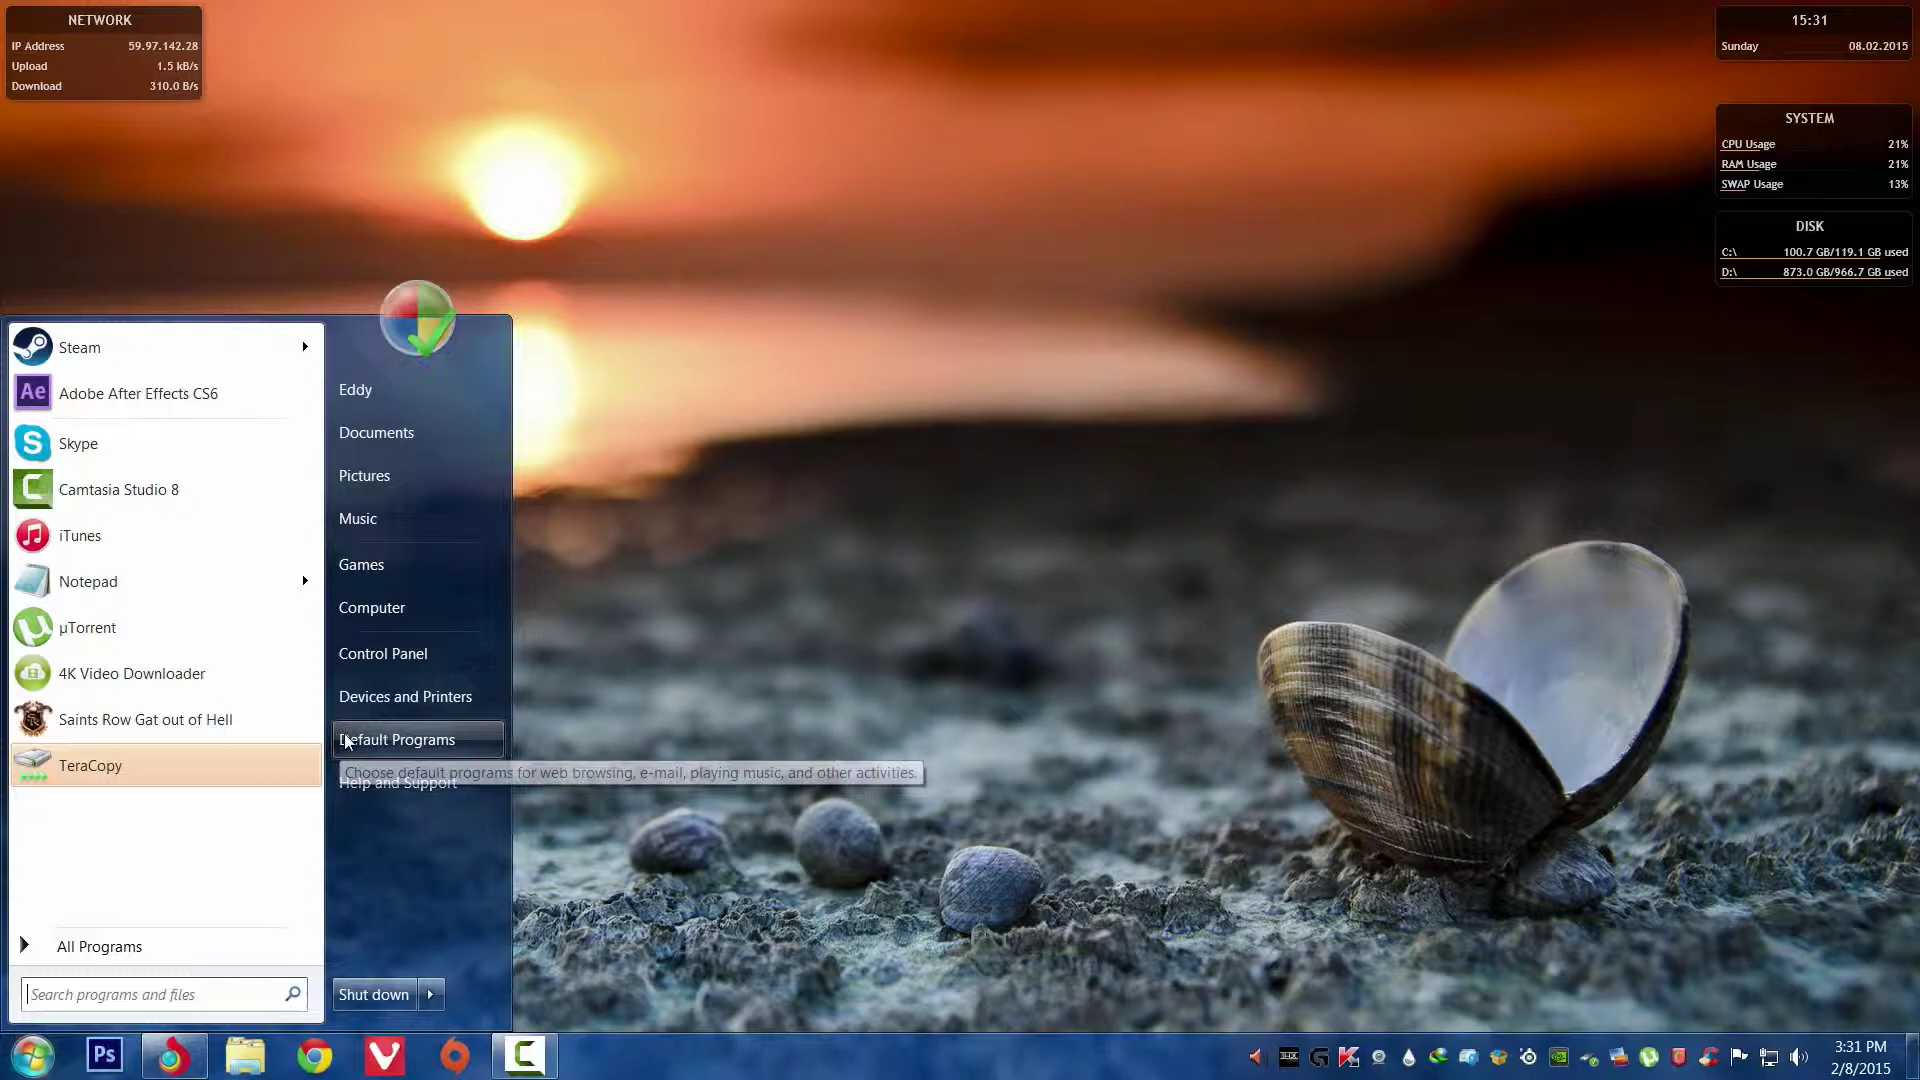 NETWORK
IP Address 59.97.142.28
Upload 1.5 kB/s
Download 310.0 B/s
15:31
Sunday 08.02.2015
SYSTEM
CPU Usage 21%
RAM Usage 21%
SWAP Usage 13%
DISK
C:\ 100.7 GB/119.1 GB used
D:\ 873.0 GB/966.7 GB used
Steam
Ae Adobe After Effects CS6
Skype
Camtasia Studio 8
iTunes
Notepad
µTorrent
4K Video Downloader
Saints Row Gat out of Hell
TeraCopy
All Programs
Search programs and files
Eddy
Documents
Pictures
Music
Games
Computer
Control Panel
Devices and Printers
Default Programs
Choose default programs for web browsing, e-mail, playing music, and other activities.
Help and Support
Shut down
Ps
THX
3:31 PM
2/8/2015